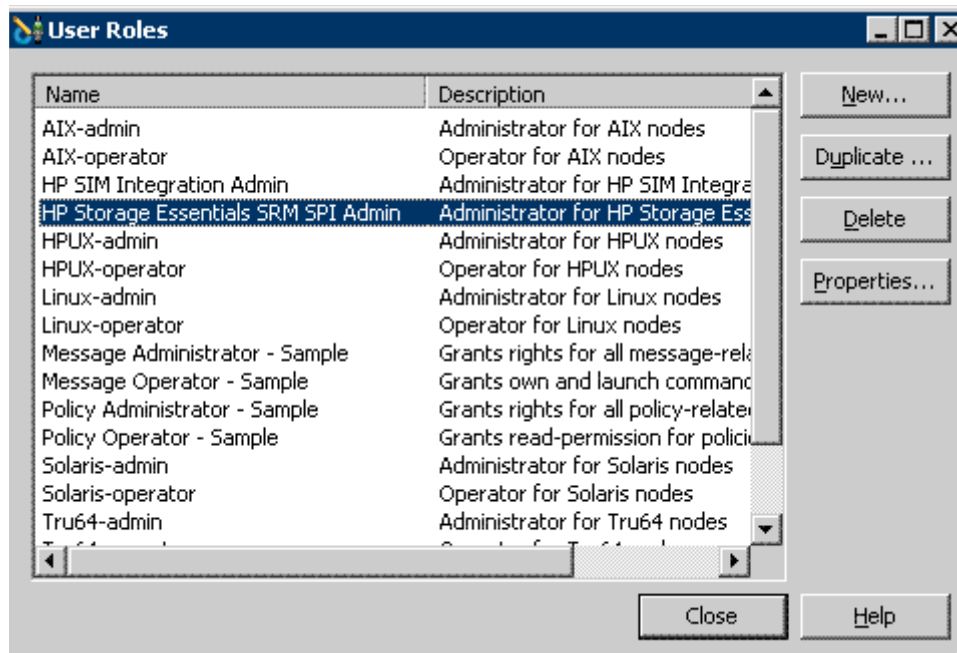 User Roles
Name Description
AIX-admin Administrator for AIX nodes
AIX-operator Operator for AIX nodes
HP SIM Integration Admin Administrator for HP SIM Integra
HP Storage Essentials SRM SPI Admin Administrator for HP Storage Ess
HPUX-admin Administrator for HPUX nodes
HPUX-operator Operator for HPUX nodes
Linux-admin Administrator for Linux nodes
Linux-operator Operator for Linux nodes
Message Administrator - Sample Grants rights for all message-rela
Message Operator - Sample Grants own and launch command
Policy Administrator - Sample Grants rights for all policy-related
Policy Operator - Sample Grants read-permission for policie
Solaris-admin Administrator for Solaris nodes
Solaris-operator Operator for Solaris nodes
Tru64-admin Administrator for Tru64 nodes
New...
Duplicate ...
Delete
Properties...
Close Help